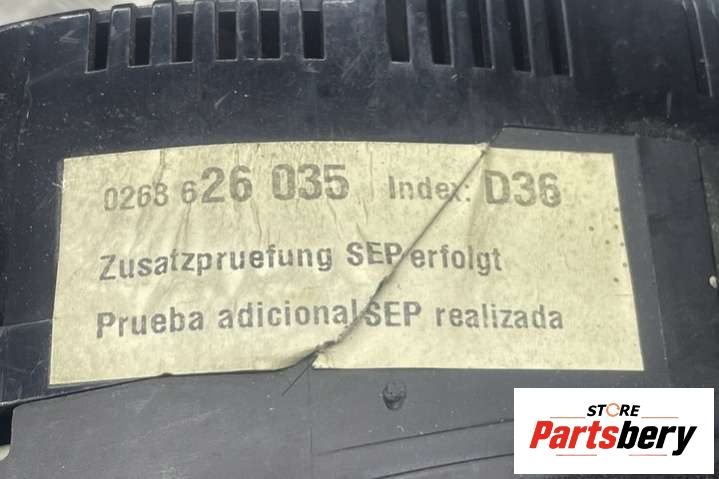 0263 626 035 Index: D36
Zusatzpruefung SEP erfolgt
Prueba adicional SEP realizada
STORE
Partsbery